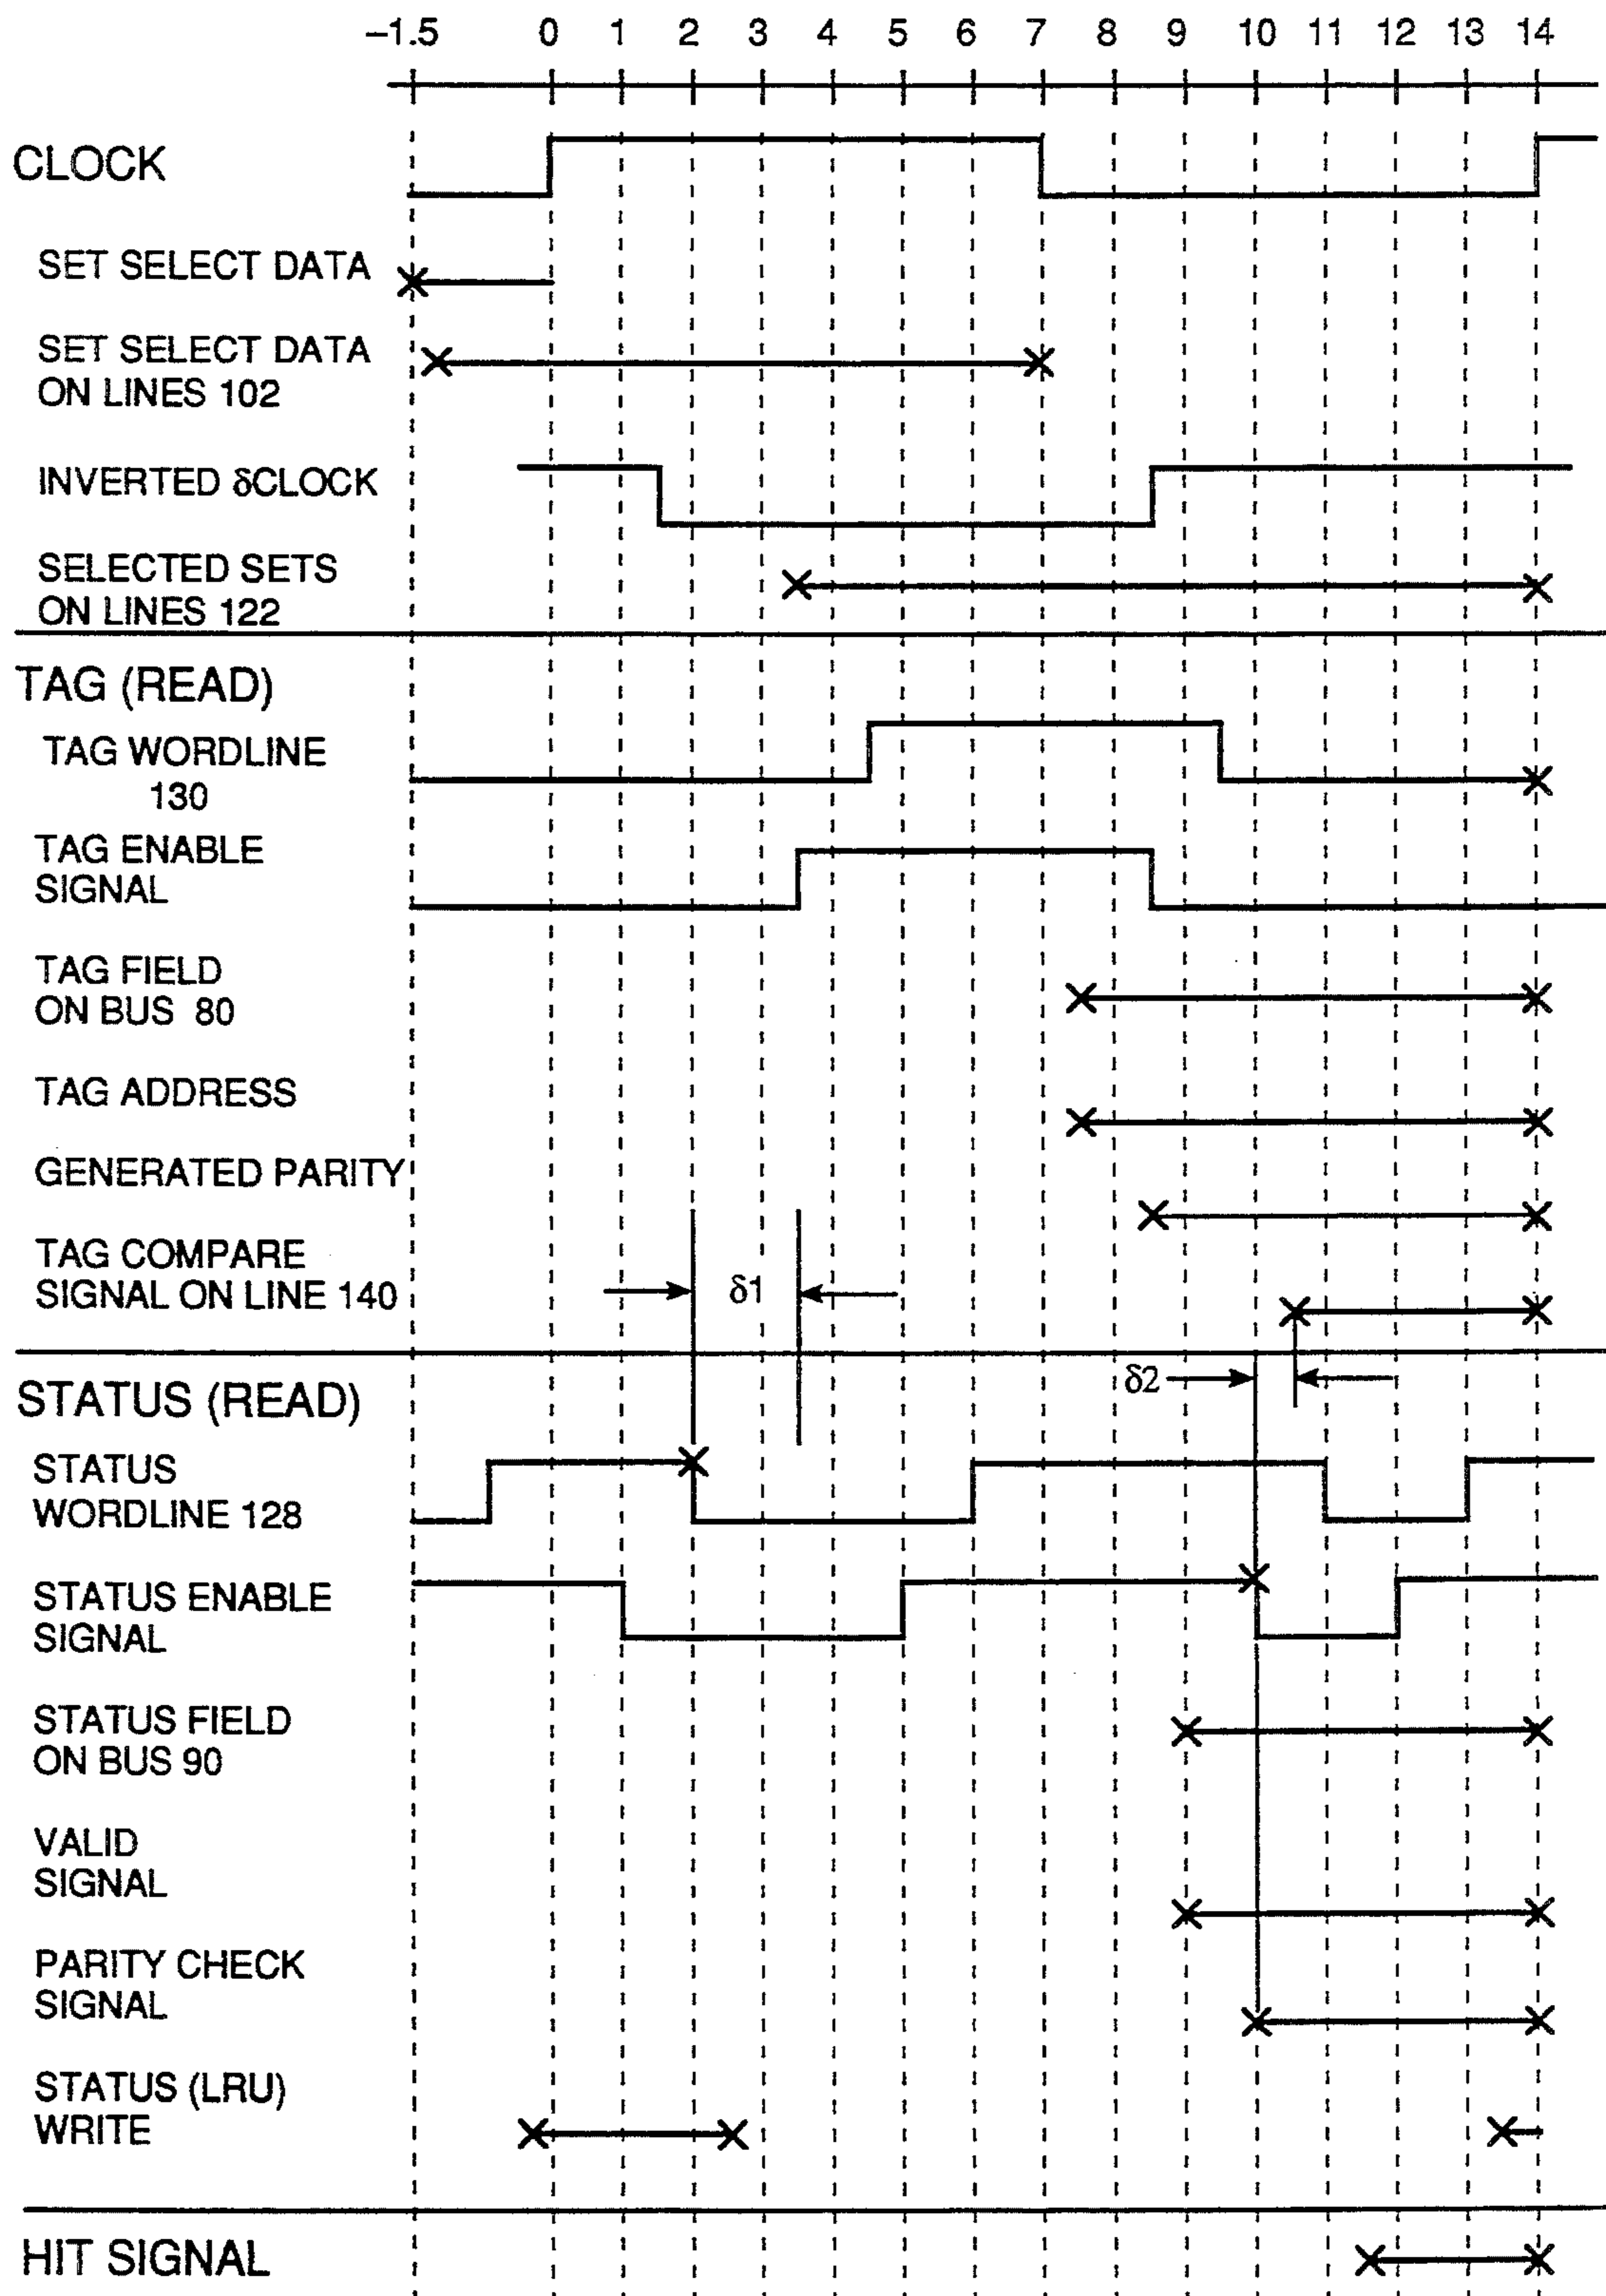 –1.5 0 1 2 3 4 5 6 7 8 9 10 11 12 13 14
CLOCK
SET SELECT DATA
SET SELECT DATA
ON LINES 102
INVERTED δCLOCK
SELECTED SETS
ON LINES 122
TAG (READ)
TAG WORDLINE
130
TAG ENABLE
SIGNAL
TAG FIELD
ON BUS 80
TAG ADDRESS
GENERATED PARITY
TAG COMPARE
SIGNAL ON LINE 140
δ1
δ2
STATUS (READ)
STATUS
WORDLINE 128
STATUS ENABLE
SIGNAL
STATUS FIELD
ON BUS 90
VALID
SIGNAL
PARITY CHECK
SIGNAL
STATUS (LRU)
WRITE
HIT SIGNAL